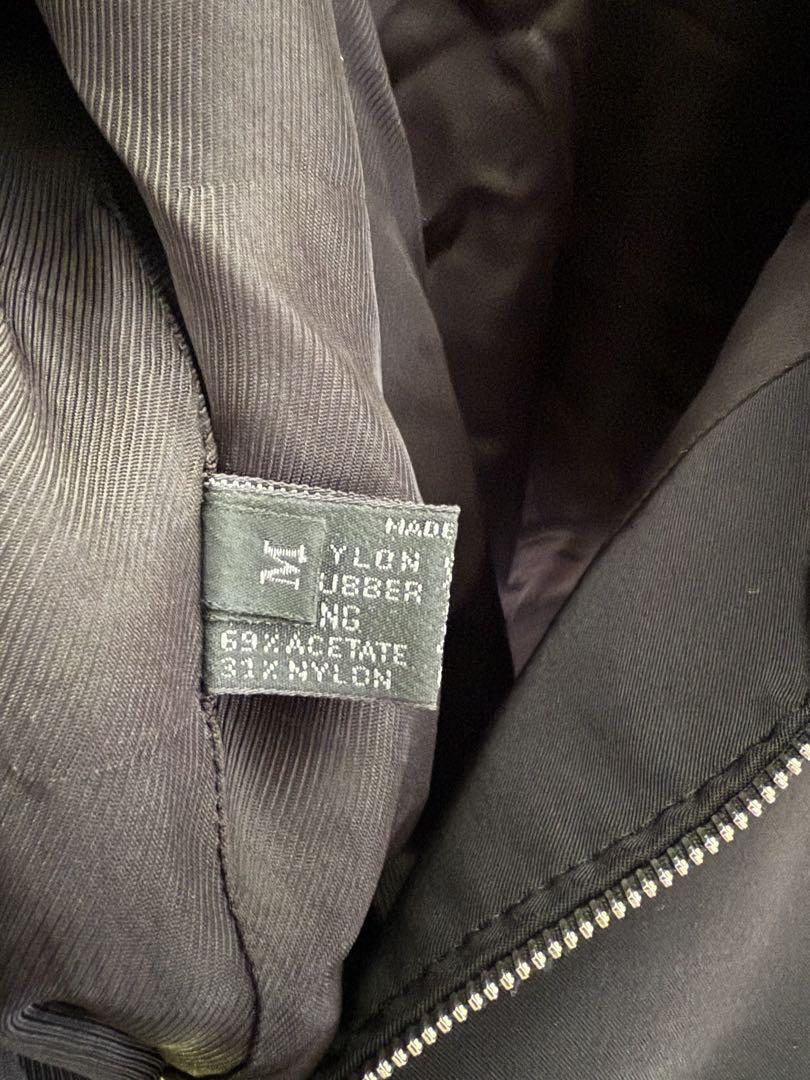 MADE
M
YLON
UBBER
NG
69% ACETATE
31% NYLON